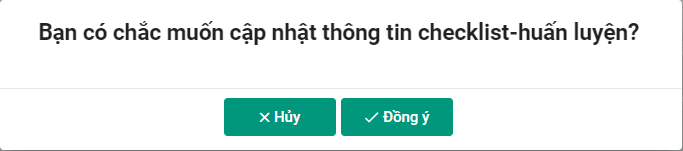 Bạn có chắc muốn cập nhật thông tin checklist-huấn luyện?
Hủy
Đồng ý